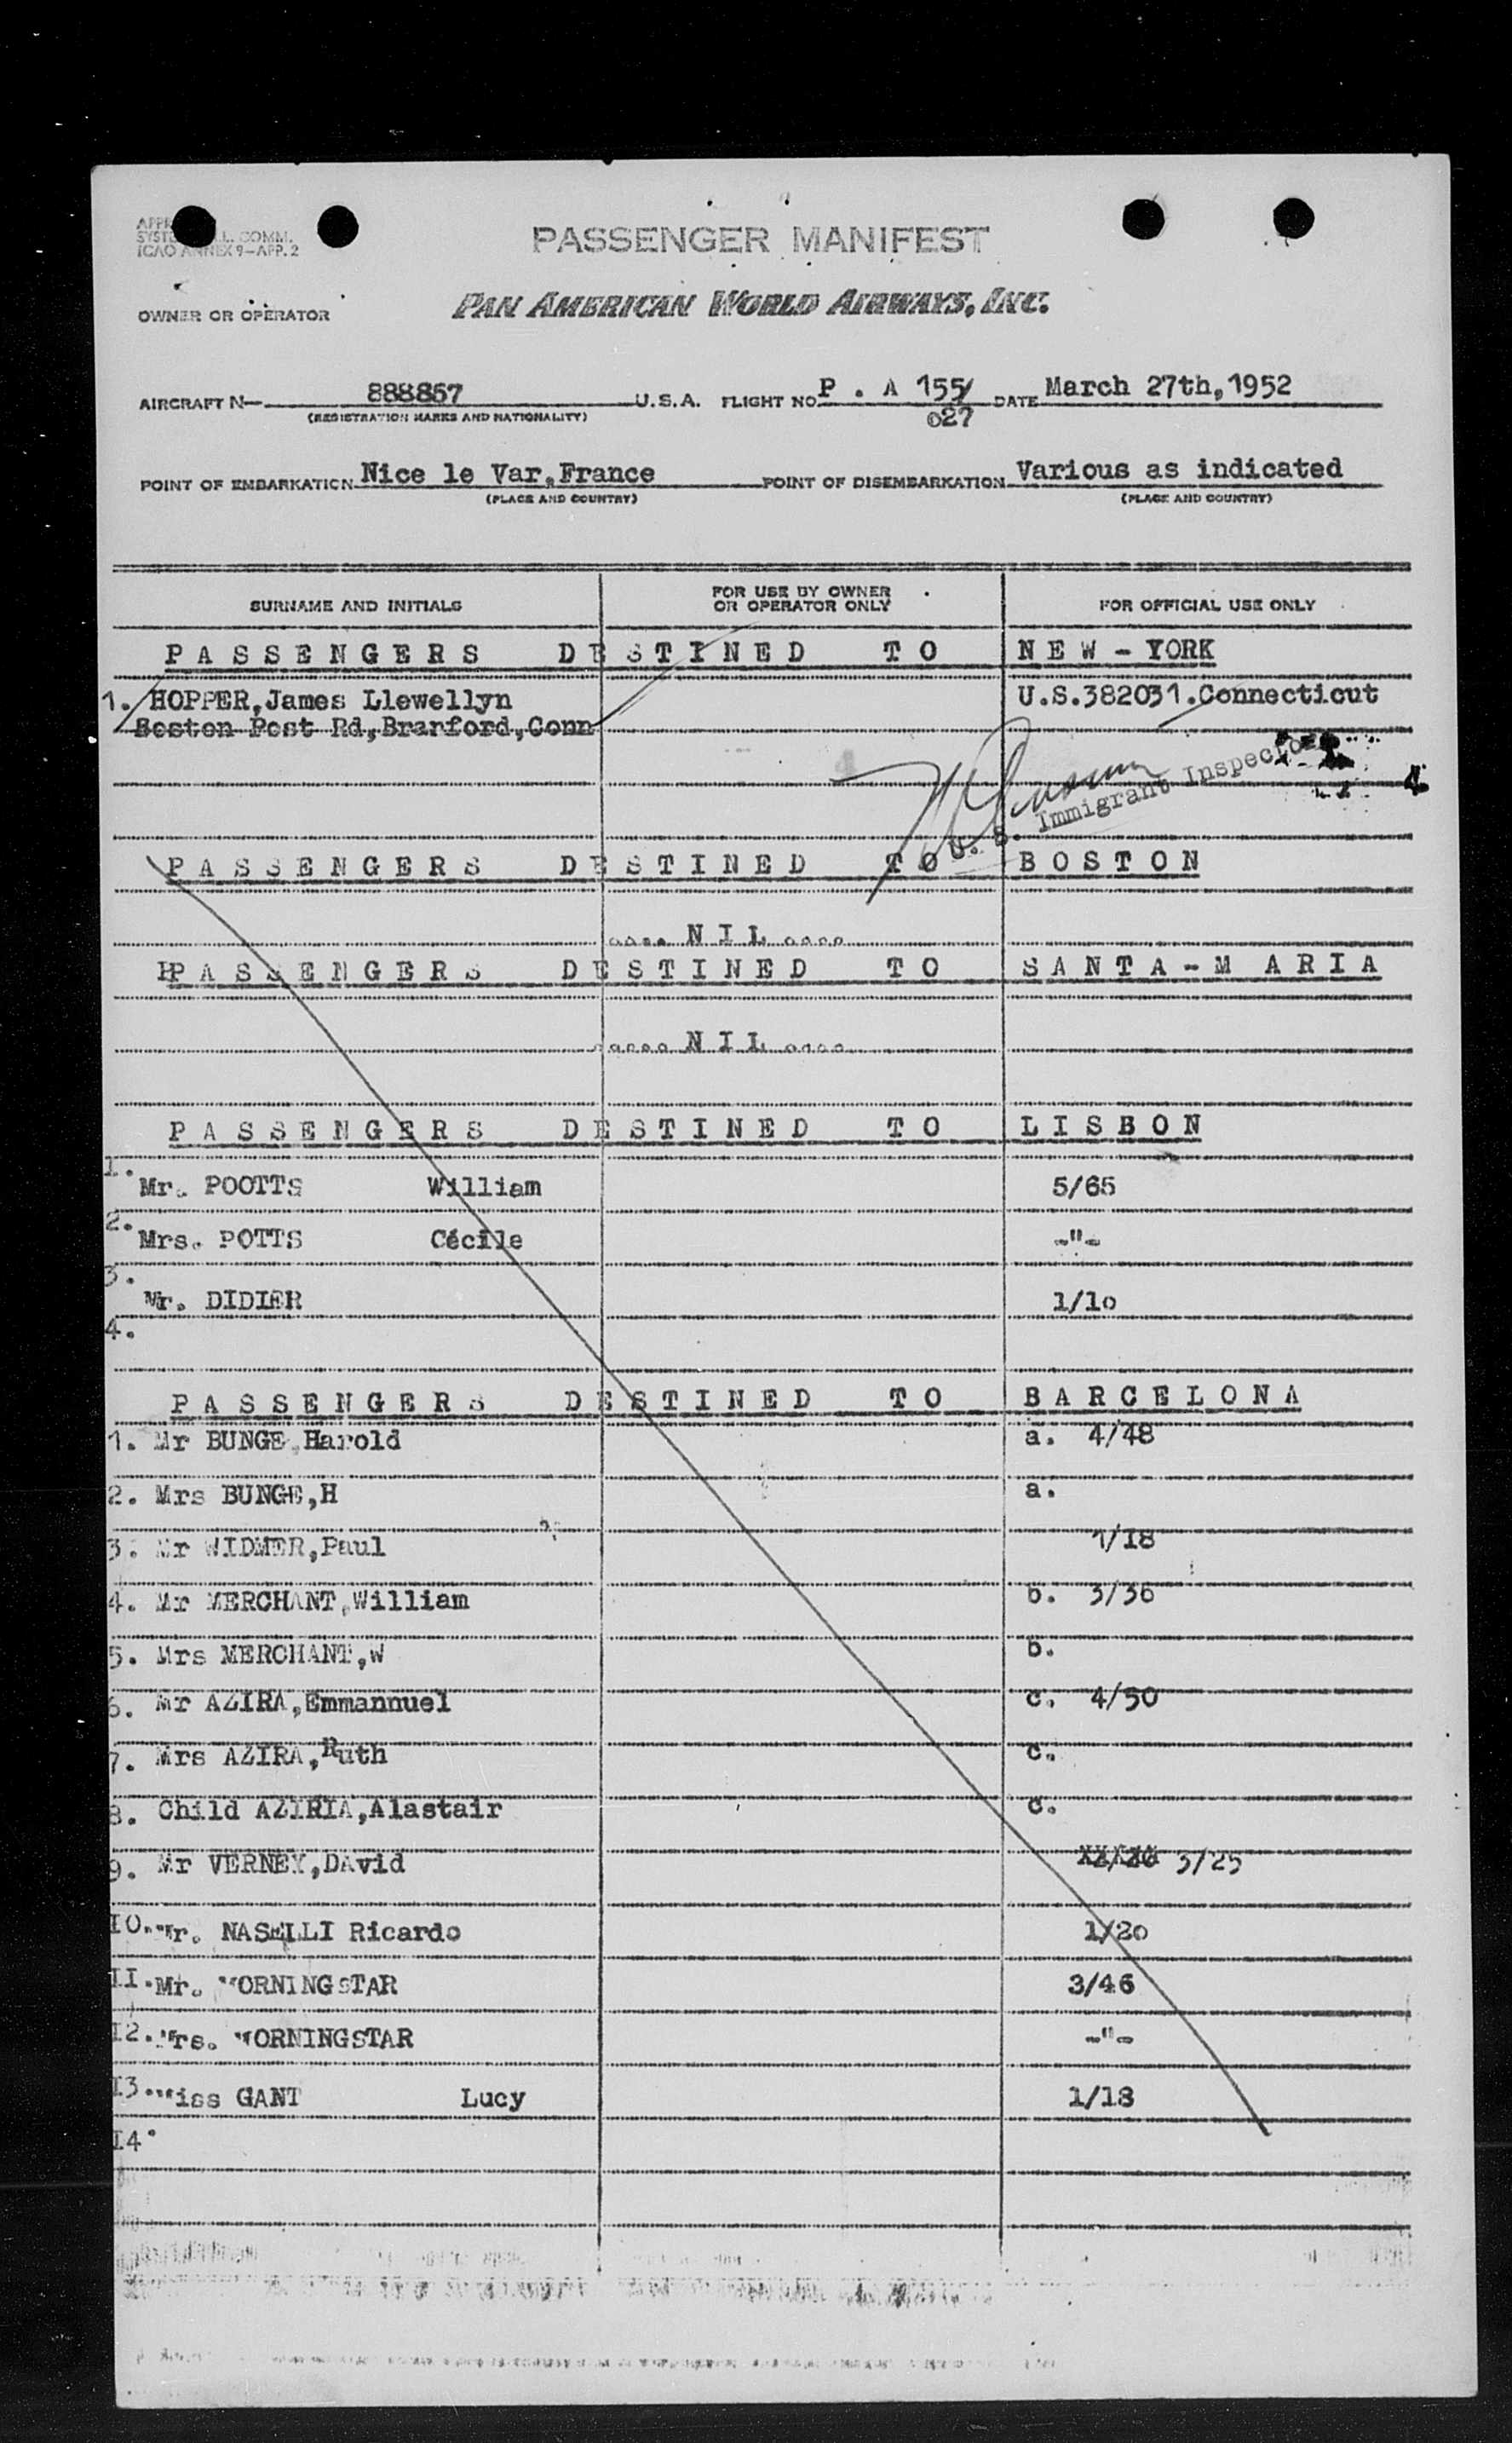 L. COMM.
ICAO ANNEX 9-APP. 2
PASSENGER MANIFEST
OWNER OR OPERATOR PAN AMERICAN WORLD AIRWAYS, INC.
AIRCRAFT N— 888857 U.S.A. FLIGHT NO P . A 155/ DATE March 27th,1952
(REGISTRATION MARKS AND NATIONALITY) 027
POINT OF EMBARKATION Nice le Var,France POINT OF DISEMBARKATION Various as indicated
(PLACE AND COUNTRY) (PLACE AND COUNTRY)
SURNAME AND INITIALS FOR USE BY OWNER OR OPERATOR ONLY FOR OFFICIAL USE ONLY
PASSENGERS DESTINED TO NEW-YORK
1. HOPPER,James Llewellyn U.S.382031.Connecticut
Boston Post Rd,Branford,Conn
U. S. Immigrant Inspector
PASSENGERS DESTINED TO BOSTON
.... NIL ....
PASSENGERS DESTINED TO SANTA-MARIA
..... NIL ....
PASSENGERS DESTINED TO LISBON
1. Mr. POOTTS William 5/65
2. Mrs. POTTS Cécile -"-
3. Mr. DIDIER 1/10
4.
PASSENGERS DESTINED TO BARCELONA
1. Mr BUNGE,Harold a. 4/48
2. Mrs BUNGE,H a.
3. Mr WIDMER,Paul 1/18
4. Mr MERCHANT,William b. 3/36
5. Mrs MERCHANT,W b.
6. Mr AZIRA,Emmannuel c. 4/50
7. Mrs AZIRA,Ruth c.
8. Child AZIRIA,Alastair c.
9. Mr VERNEY,DAvid 3/25
10. Mr. NASELLI Ricardo 1/20
11. Mr. MORNINGSTAR 3/46
12. Mrs. MORNINGSTAR -"-
13. Miss GANT Lucy 1/18
14.